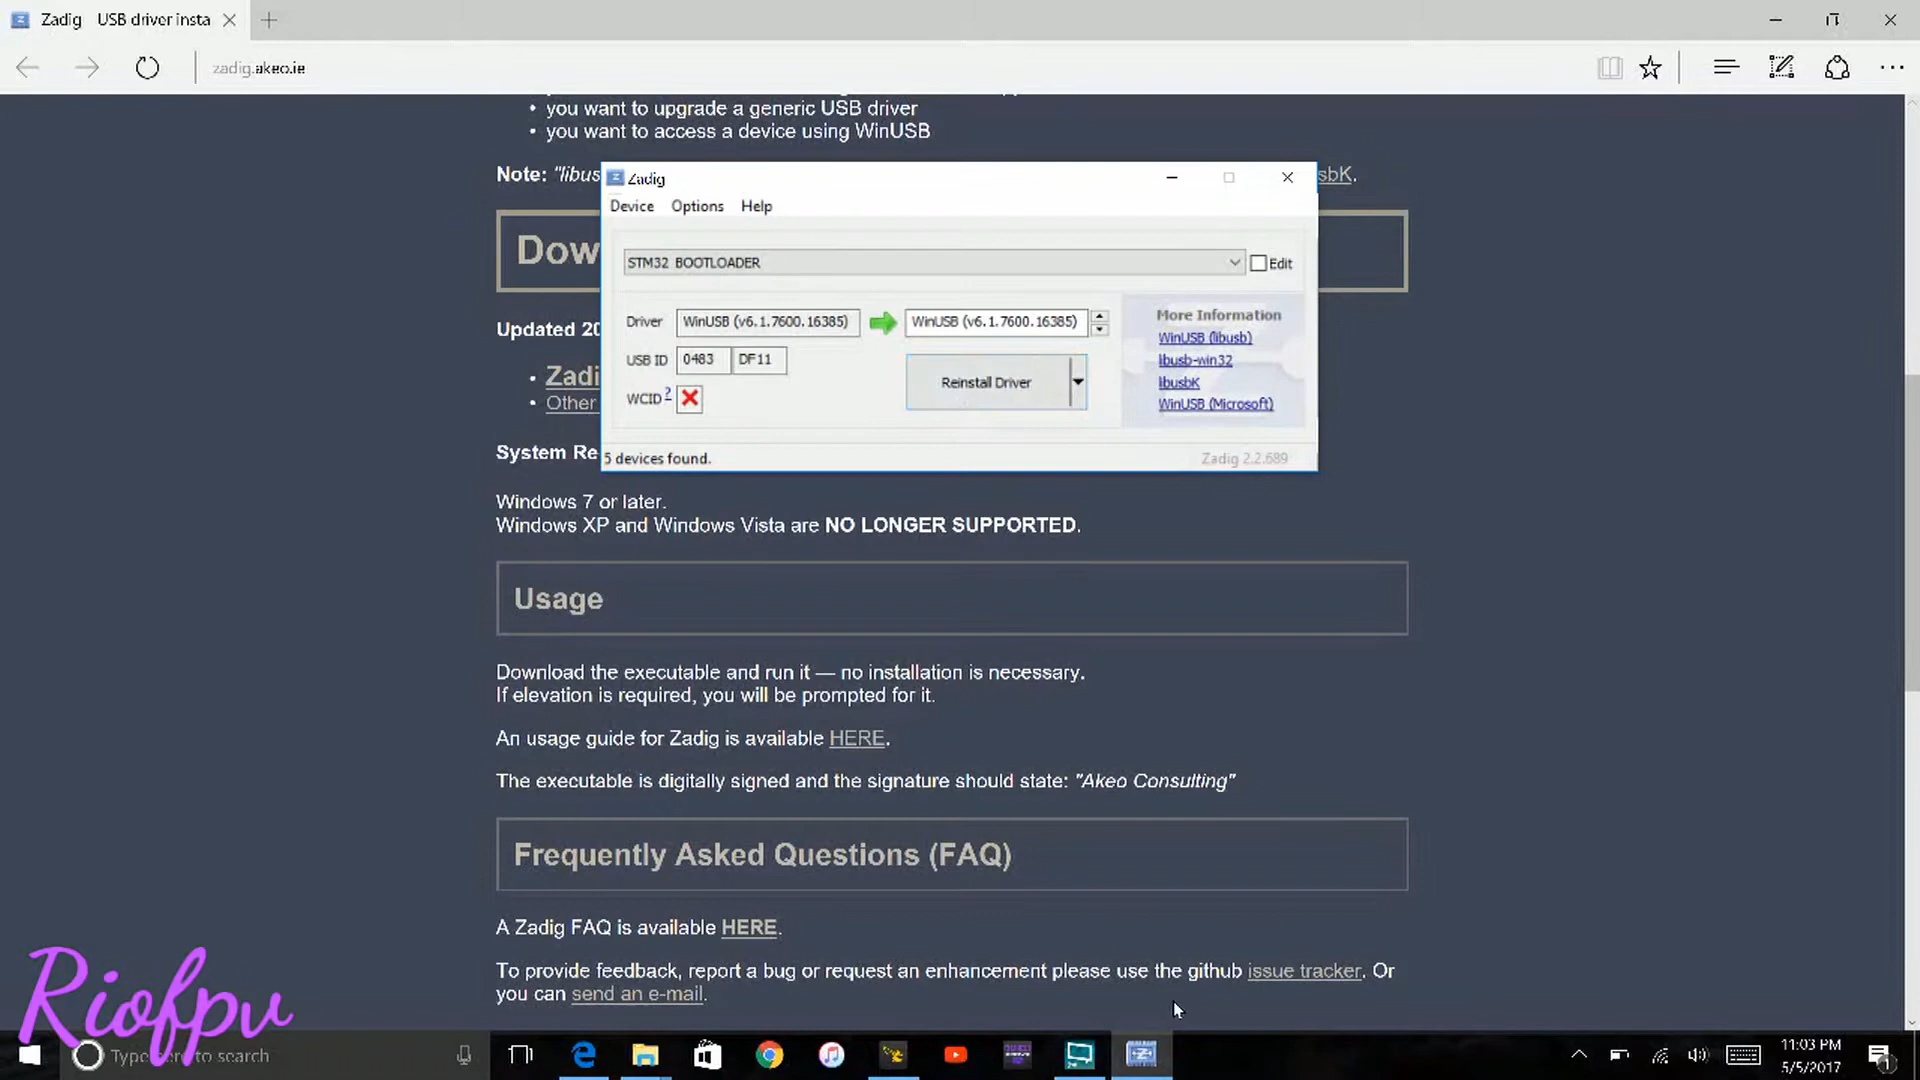 Zadig USB driver insta
zadig.akeo.ie
• you want to upgrade a generic USB driver
• you want to access a device using WinUSB
Note: "libus
sbK.
Zadig
Device Options Help
Dow
STM32 BOOTLOADER
Edit
Updated 20
Driver WinUSB (v6.1.7600.16385) WinUSB (v6.1.7600.16385)
More Information
WinUSB (libusb)
USB ID 0483 DF11
libusb-win32
• Zadi
Reinstall Driver
libusbK
• Other
WCID ?
WinUSB (Microsoft)
System Re
5 devices found.
Zadig 2.2.689
Windows 7 or later.
Windows XP and Windows Vista are NO LONGER SUPPORTED.
Usage
Download the executable and run it — no installation is necessary.
If elevation is required, you will be prompted for it.
An usage guide for Zadig is available HERE.
The executable is digitally signed and the signature should state: "Akeo Consulting"
Frequently Asked Questions (FAQ)
A Zadig FAQ is available HERE.
To provide feedback, report a bug or request an enhancement please use the github issue tracker. Or
you can send an e-mail.
Riofpv
Type here to search
11:03 PM
5/5/2017
1